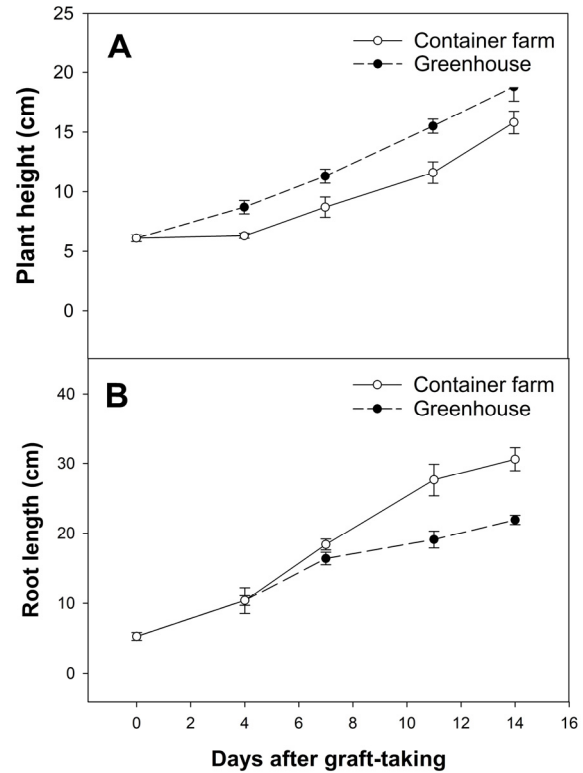 A
Container farm
Greenhouse
Plant height (cm)
25
20
15
10
5
0
B
Container farm
Greenhouse
Root length (cm)
40
30
20
10
0
0 2 4 6 8 10 12 14 16
Days after graft-taking